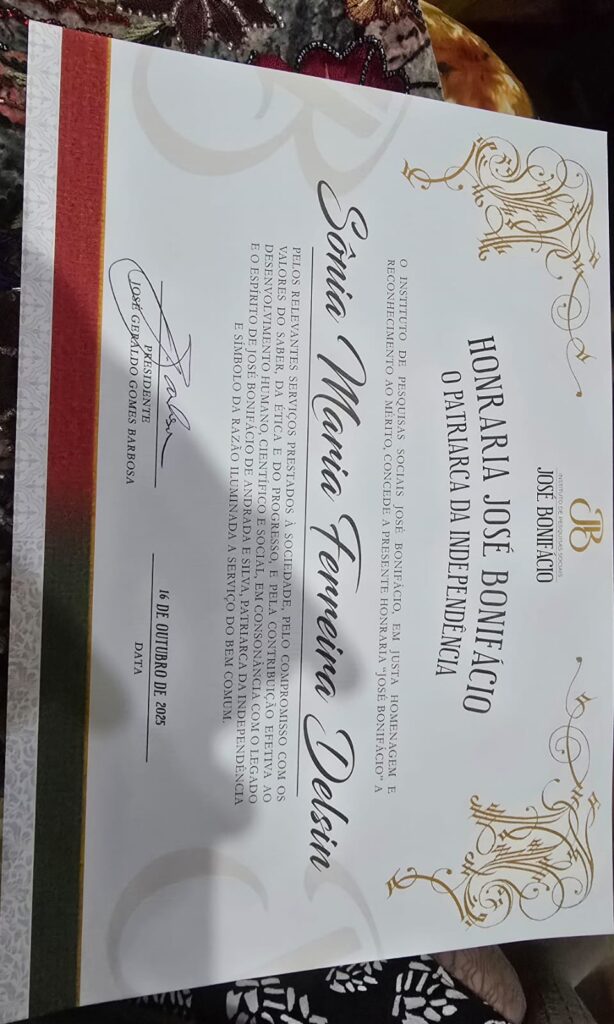 JB
INSTITUTO DE PESQUISAS SOCIAIS
JOSÉ BONIFÁCIO
HONRARIA JOSÉ BONIFÁCIO
O PATRIARCA DA INDEPENDÊNCIA
O INSTITUTO DE PESQUISAS SOCIAIS JOSÉ BONIFÁCIO, EM JUSTA HOMENAGEM E
RECONHECIMENTO AO MÉRITO, CONCEDE A PRESENTE HONRARIA “JOSÉ BONIFÁCIO” A
Sônia Maria Ferreira Delsin
PELOS RELEVANTES SERVIÇOS PRESTADOS À SOCIEDADE, PELO COMPROMISSO COM OS
VALORES DO SABER, DA ÉTICA E DO PROGRESSO, E PELA CONTRIBUIÇÃO EFETIVA AO
DESENVOLVIMENTO HUMANO, CIENTÍFICO E SOCIAL, EM CONSONÂNCIA COM O LEGADO
E O ESPÍRITO DE JOSÉ BONIFÁCIO DE ANDRADA E SILVA, PATRIARCA DA INDEPENDÊNCIA
E SÍMBOLO DA RAZÃO ILUMINADA A SERVIÇO DO BEM COMUM.
PRESIDENTE
JOSÉ GERALDO GOMES BARBOSA
16 DE OUTUBRO DE 2025
DATA